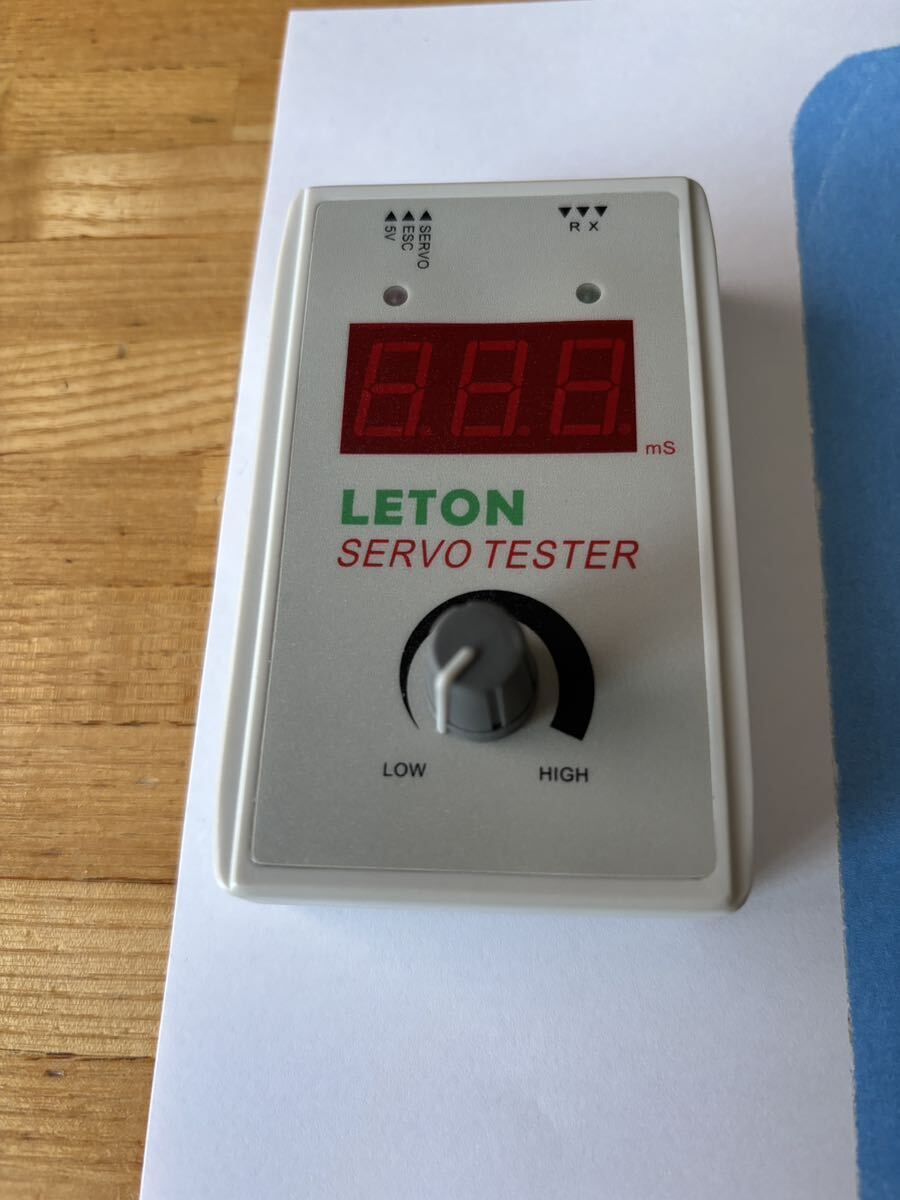 5V
ESC
SERVO
R X
mS
LETON
SERVO TESTER
LOW
HIGH